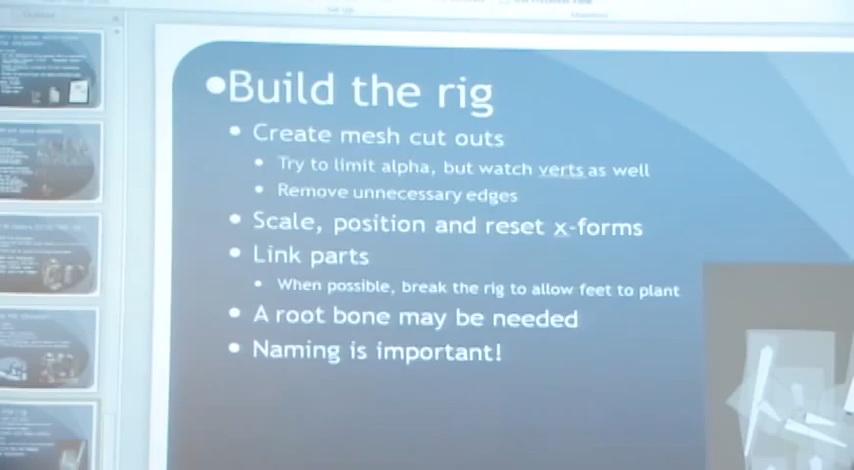 Build the rig
Create mesh cut outs
Try to limit alpha, but watch verts as well
Remove unnecessary edges
Scale, position and reset x-forms
Link parts
When possible, break the rig to allow feet to plant
A root bone may be needed
Naming is important!